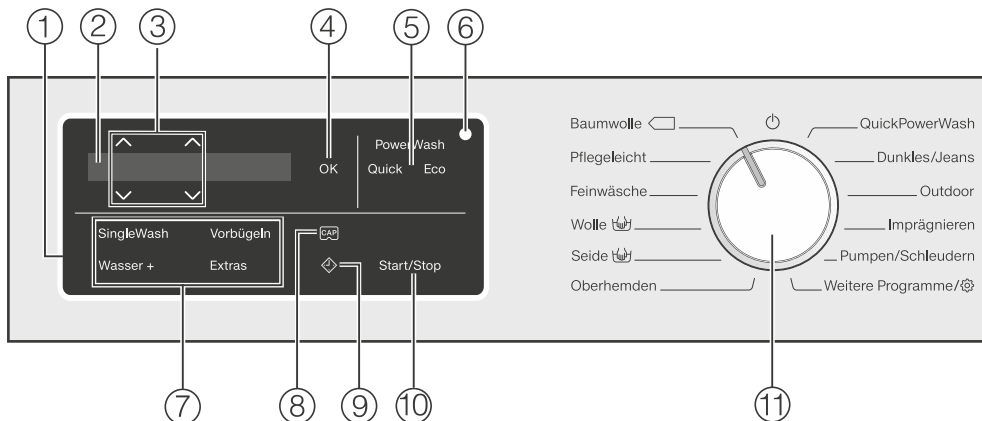 1 2 3 4 5 6
PowerWash
OK Quick Eco
SingleWash Vorbügeln CAP
Wasser + Extras Start/Stop
Baumwolle QuickPowerWash
Pflegeleicht Dunkles/Jeans
Feinwäsche Outdoor
Wolle Imprägnieren
Seide Pumpen/Schleudern
Oberhemden Weitere Programme/
7 8 9 10 11